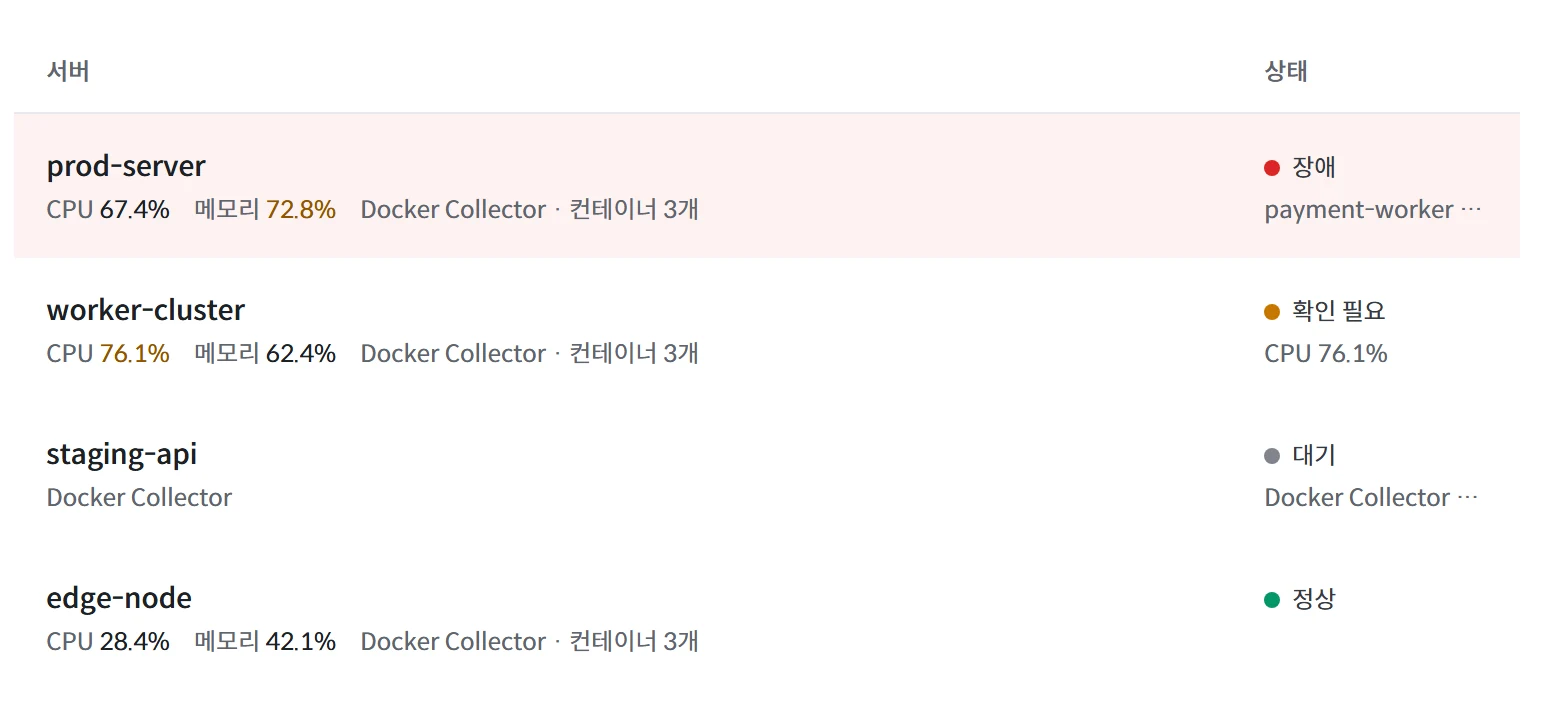 서버 상태
prod-server 장애
CPU 67.4% 메모리 72.8% Docker Collector · 컨테이너 3개 payment-worker ···
worker-cluster 확인 필요
CPU 76.1% 메모리 62.4% Docker Collector · 컨테이너 3개 CPU 76.1%
staging-api 대기
Docker Collector Docker Collector ···
edge-node 정상
CPU 28.4% 메모리 42.1% Docker Collector · 컨테이너 3개